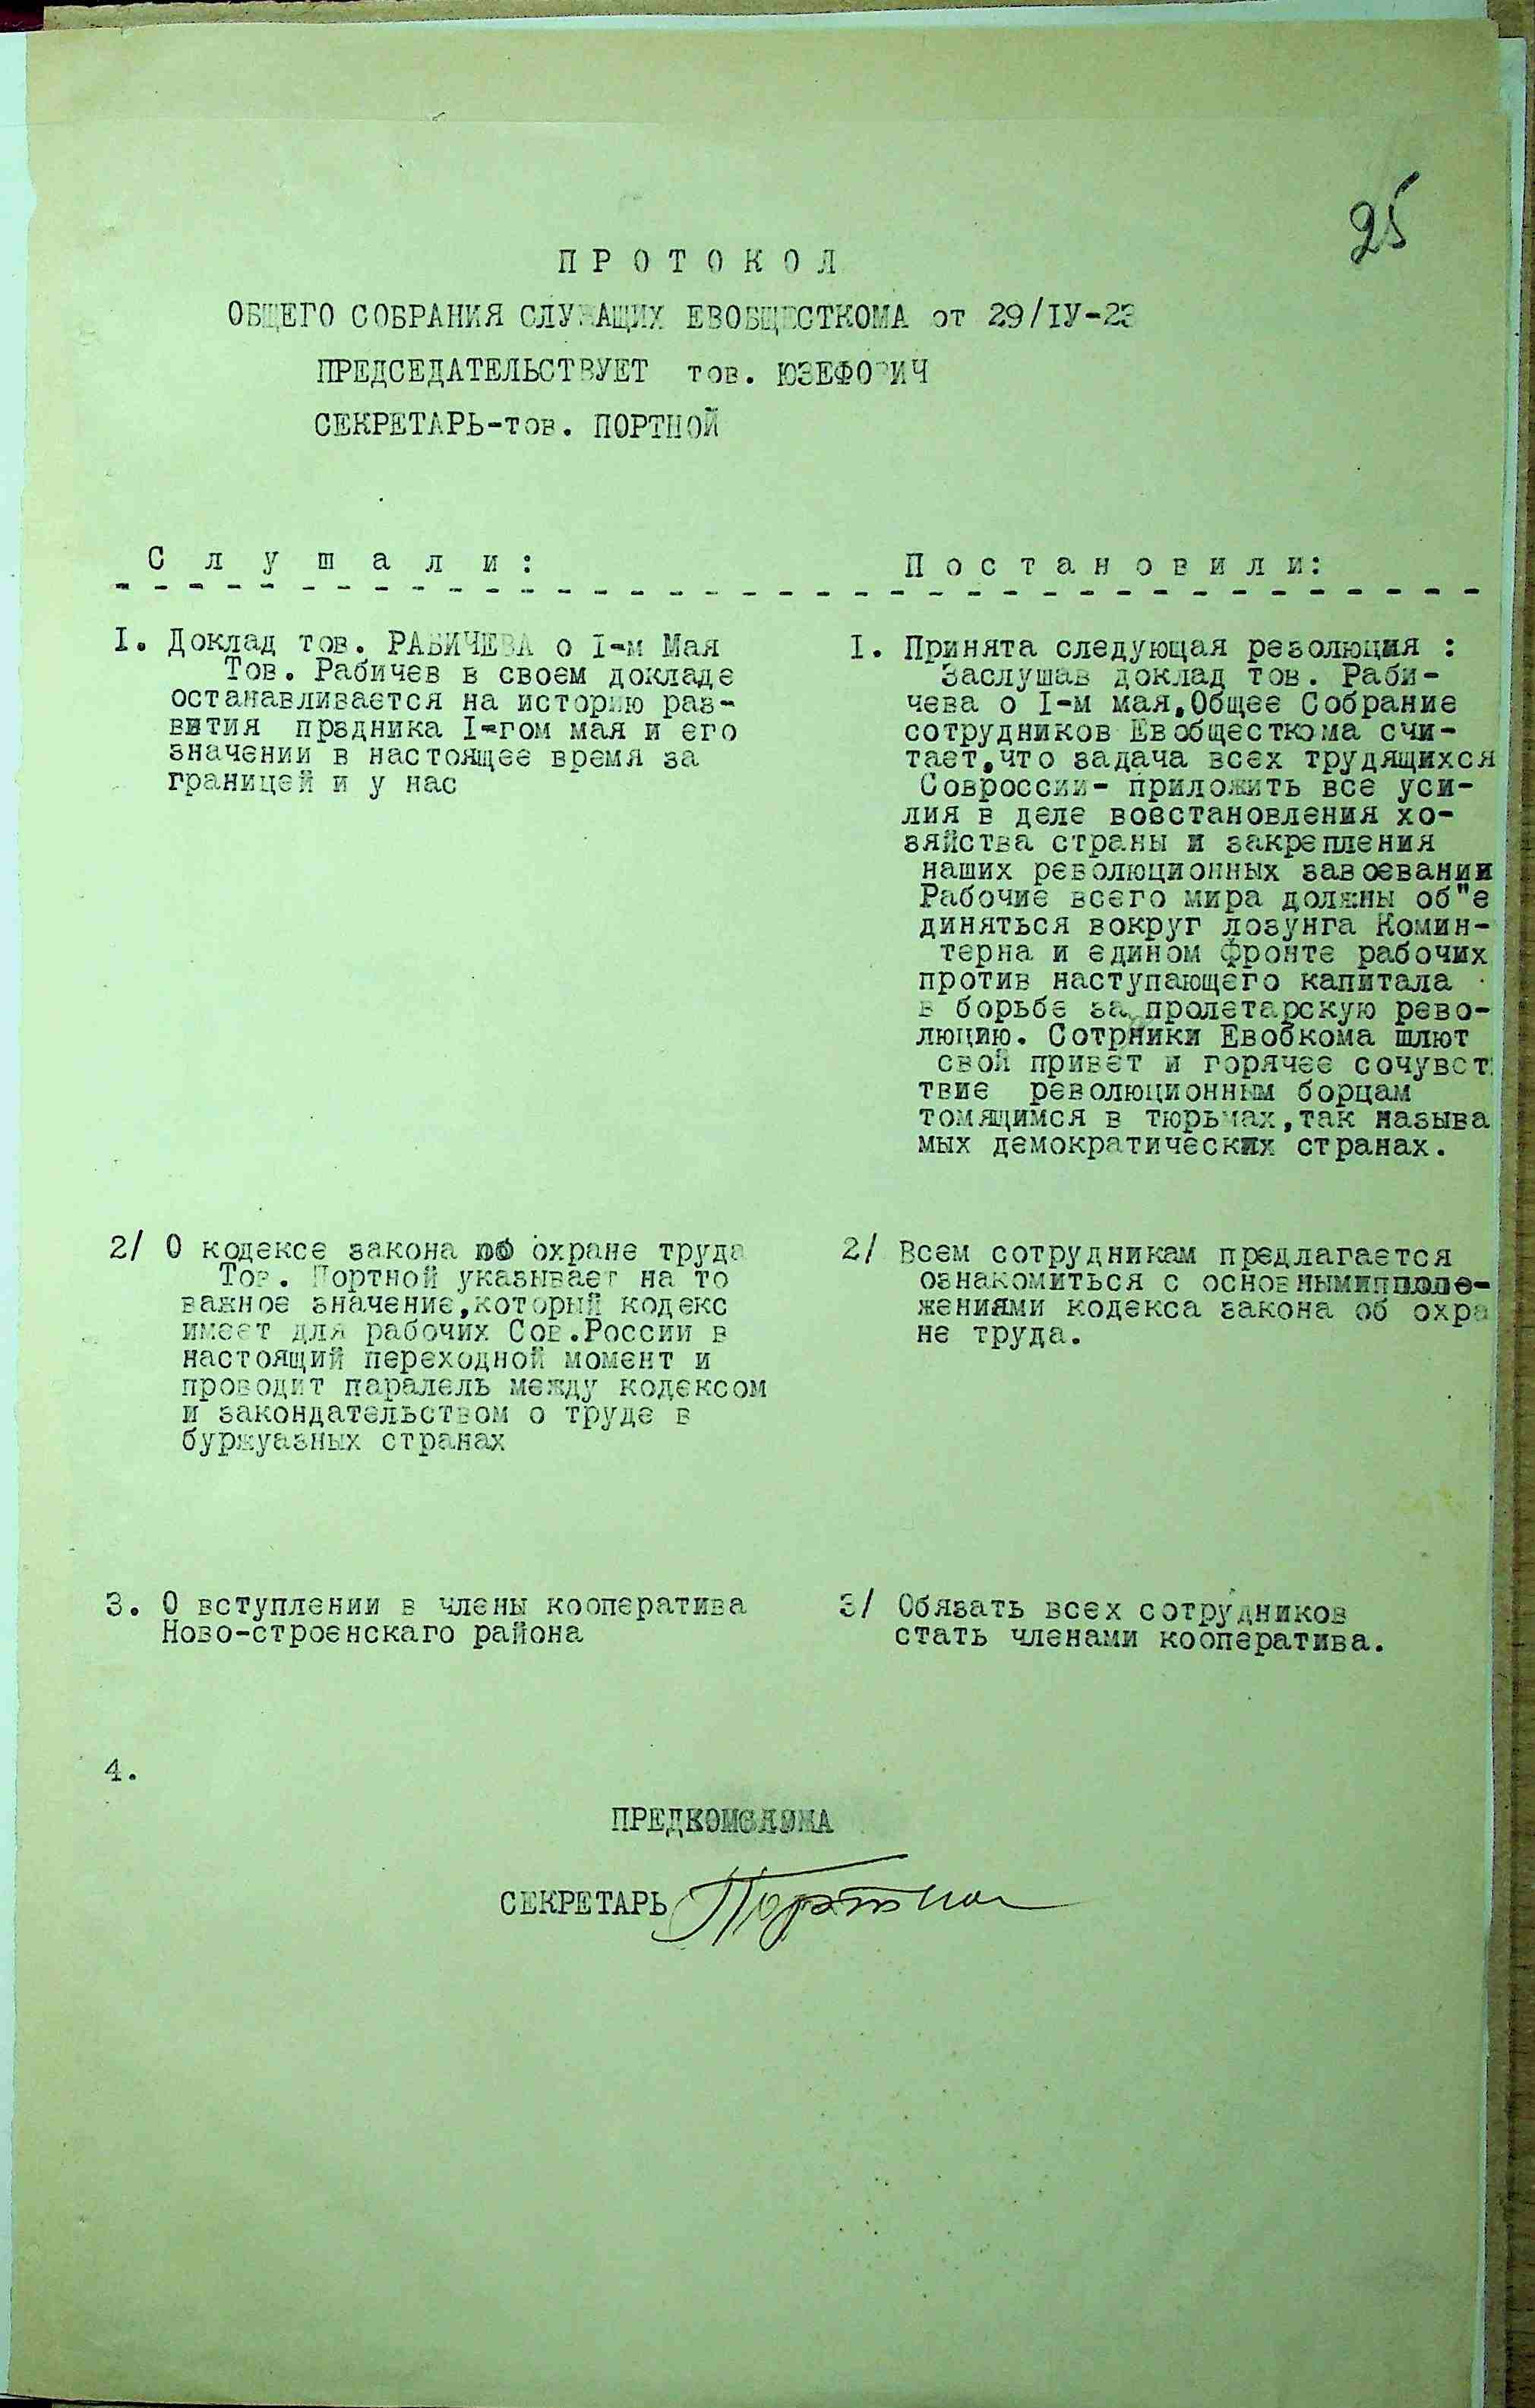 25
П Р О Т О К О Л
ОБЩЕГО СОБРАНИЯ СЛУЖАЩИХ ЕВОБЩЕСТКОМА от 29/IУ-23
ПРЕДСЕДАТЕЛЬСТВУЕТ тов. ЮЗЕФОВИЧ
СЕКРЕТАРЬ-тов. ПОРТНОЙ
С л у ш а л и :
I. Доклад тов. РАБИЧЕВА о I-м Мая
Тов. Рабичев в своем докладе
останавливается на историю раз-
вития прздника I-гом мая и его
значении в настоящее время за
границей и у нас
П о с т а н о в и л и:
I. Принята следующая резолюция :
Заслушав доклад тов. Раби-
чева о I-м мая,Общее Собрание
сотрудников Евобщесткома счи-
тает,что задача всех трудящихся
Совроссии- приложить все уси-
лия в деле вовстановления хо-
зяйства страны и закрепления
наших революционных завоевании
Рабочие всего мира должны об"е
диняться вокруг лозунга Комин-
терна и едином фронте рабочих
против наступающего капитала
в борьбе за пролетарскую рево-
люцию. Сотрники Евобкома шлют
свой привет и горячее сочувст
твие революционным борцам
томящимся в тюрьмах,так называ
мых демократических странах.
2/ О кодексе закона об охране труда
Тов. Портной указывает на то
важное значение,который кодекс
имеет для рабочих Сов.России в
настоящий переходной момент и
проводит паралель между кодексом
и закондательством о труде в
буржуазных странах
2/ Всем сотрудникам предлагается
ознакомиться с основными поло-
жениями кодекса закона об охра
не труда.
3. О вступлении в члены кооператива
Ново-строенскаго района
3/ Обязать всех сотрудников
стать членами кооператива.
4.
СЕКРЕТАРЬ Портной